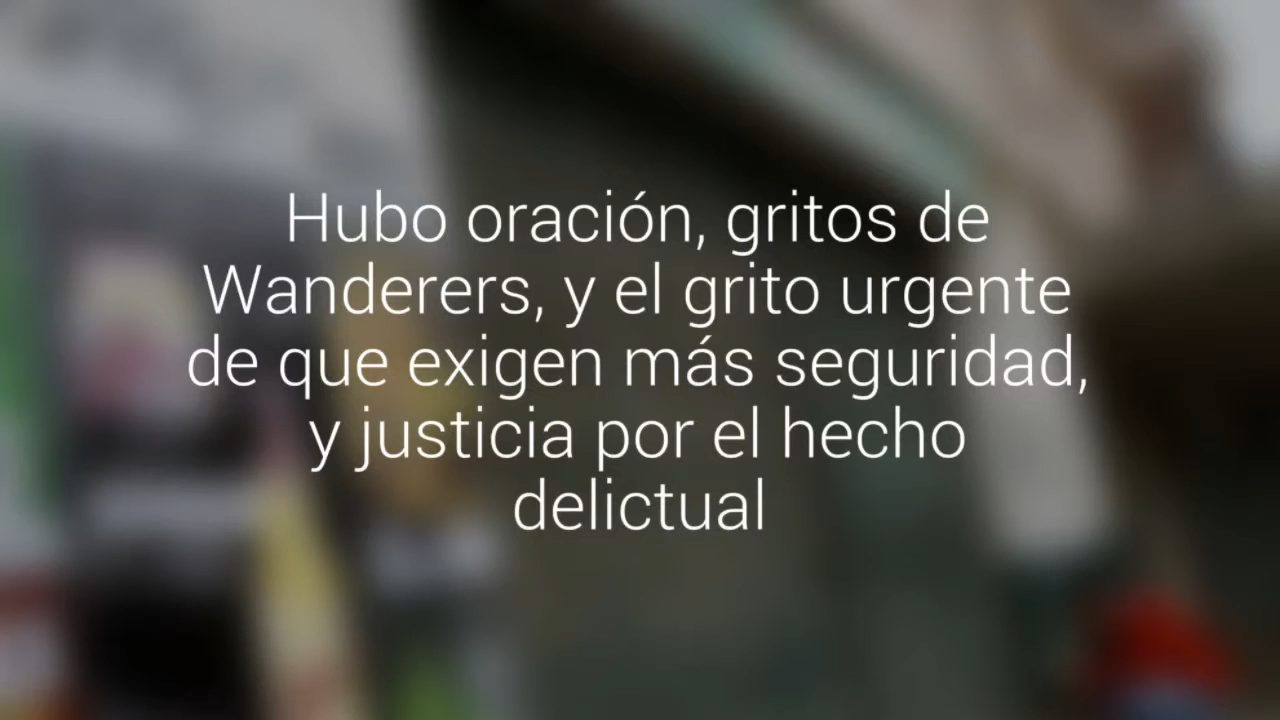 Hubo oración, gritos de
Wanderers, y el grito urgente
de que exigen más seguridad,
y justicia por el hecho
delictual